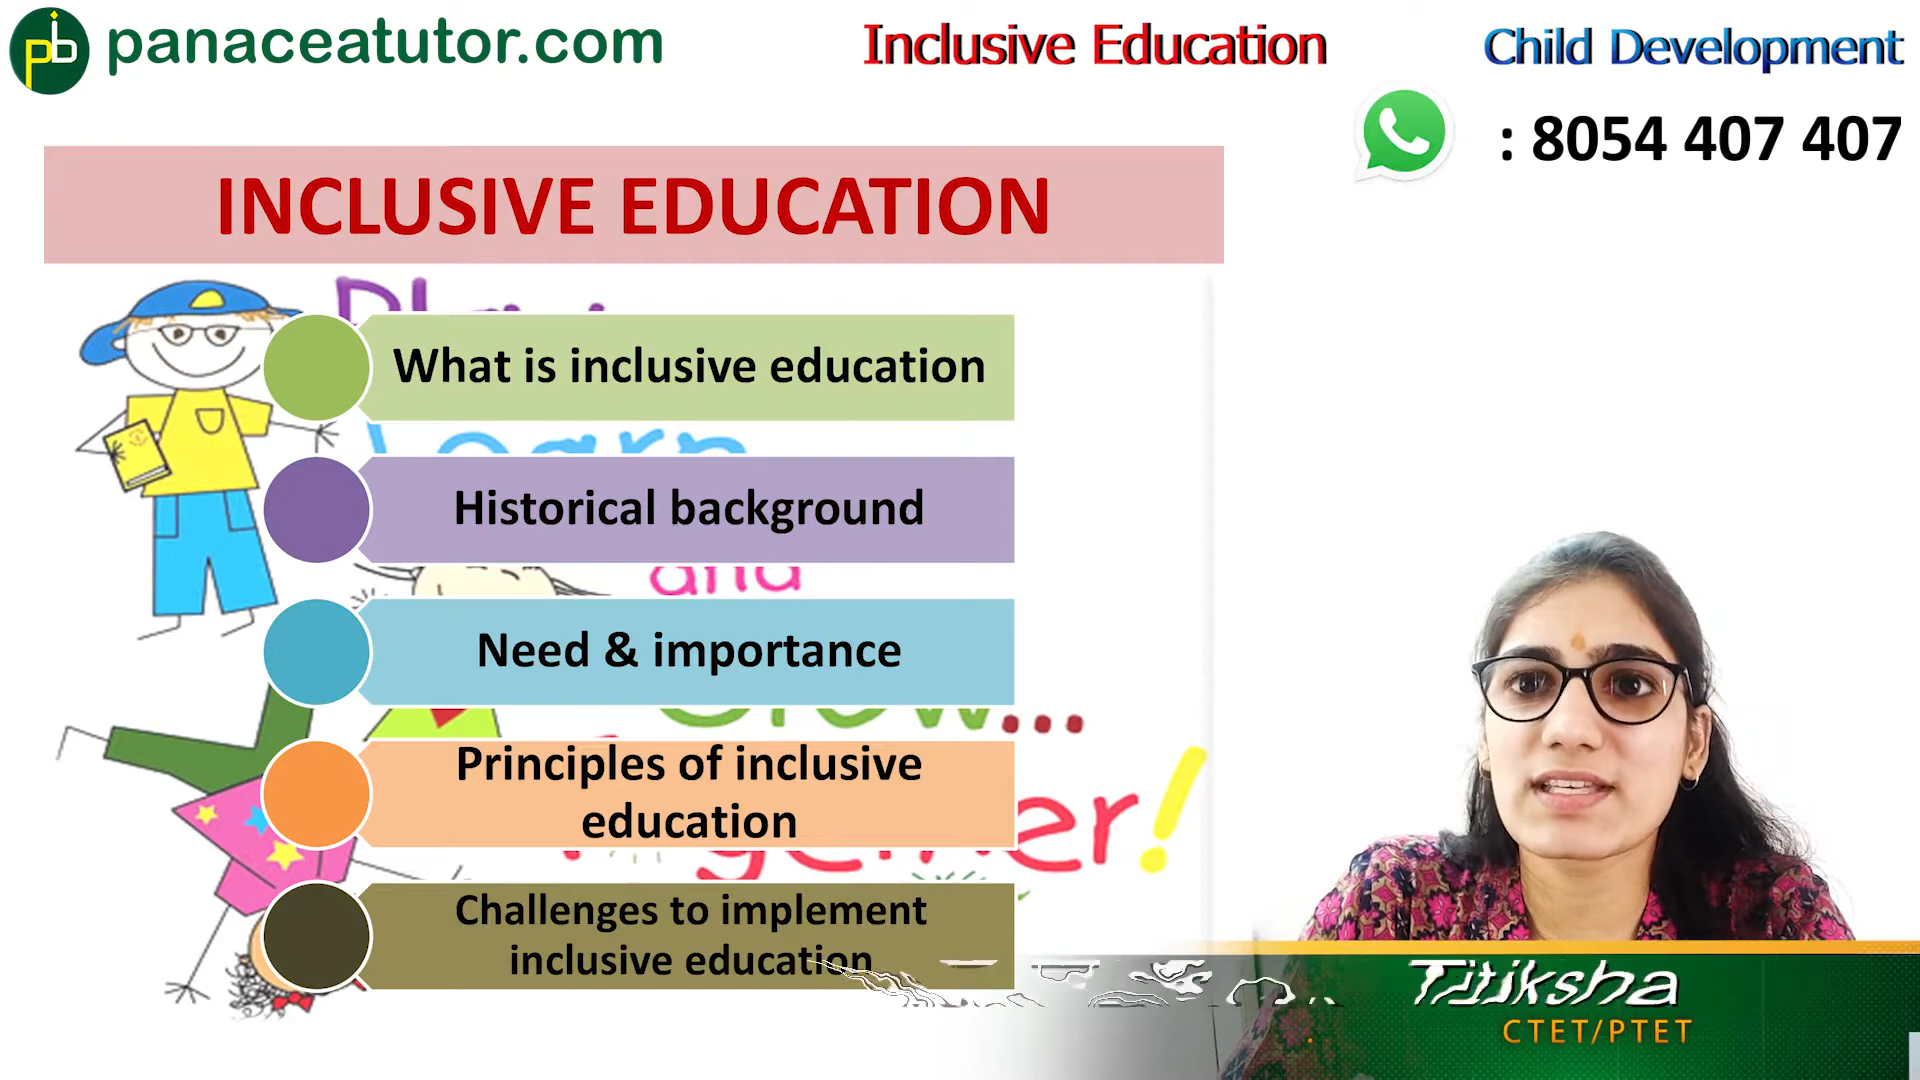 panaceatutor.com
Inclusive Education
Child Development
: 8054 407 407
INCLUSIVE EDUCATION
What is inclusive education
Historical background
and
Need & importance
Principles of inclusive
education
Challenges to implement
inclusive education
Titiksha
CTET/PTET